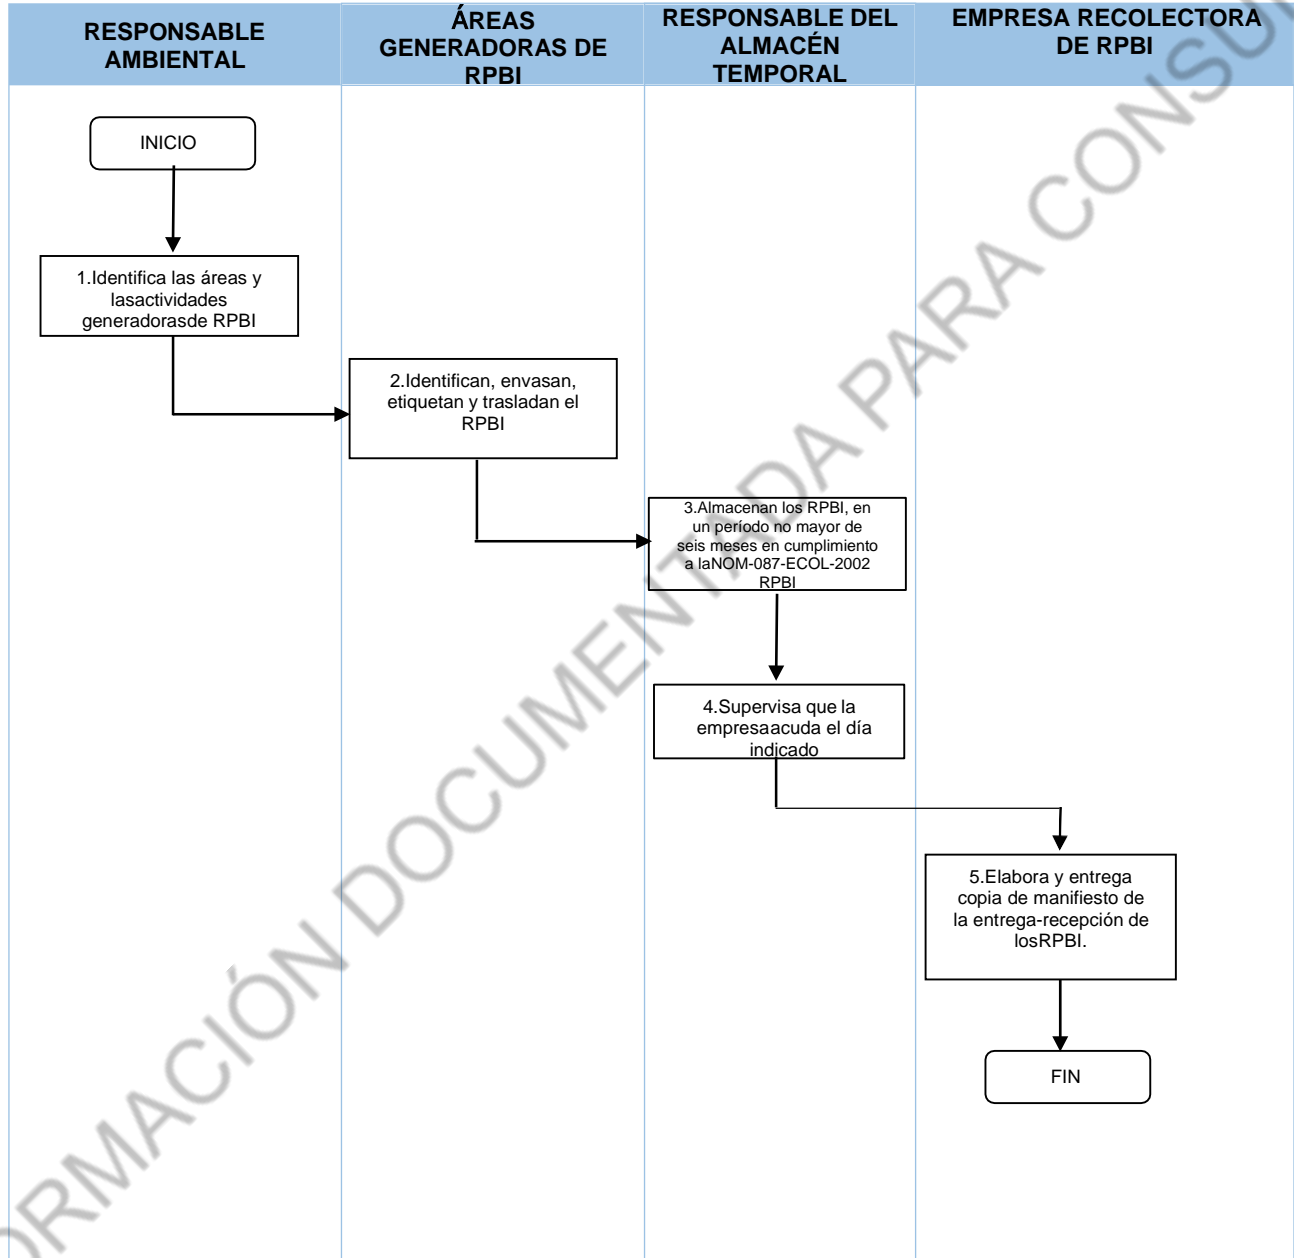 RESPONSABLE
AMBIENTAL
ÁREAS
GENERADORAS DE
RPBI
RESPONSABLE DEL
ALMACÉN
TEMPORAL
EMPRESA RECOLECTORA
DE RPBI
INICIO
1.Identifica las áreas y
lasactividades
generadorasde RPBI
2.Identifican, envasan,
etiquetan y trasladan el
RPBI
3.Almacenan los RPBI, en
un período no mayor de
seis meses en cumplimiento
a laNOM-087-ECOL-2002
RPBI
4.Supervisa que la
empresaacuda el día
indicado
5.Elabora y entrega
copia de manifiesto de
la entrega-recepción de
losRPBI.
FIN
ORMACIÓN DOCUMENTADA PARA CONSU